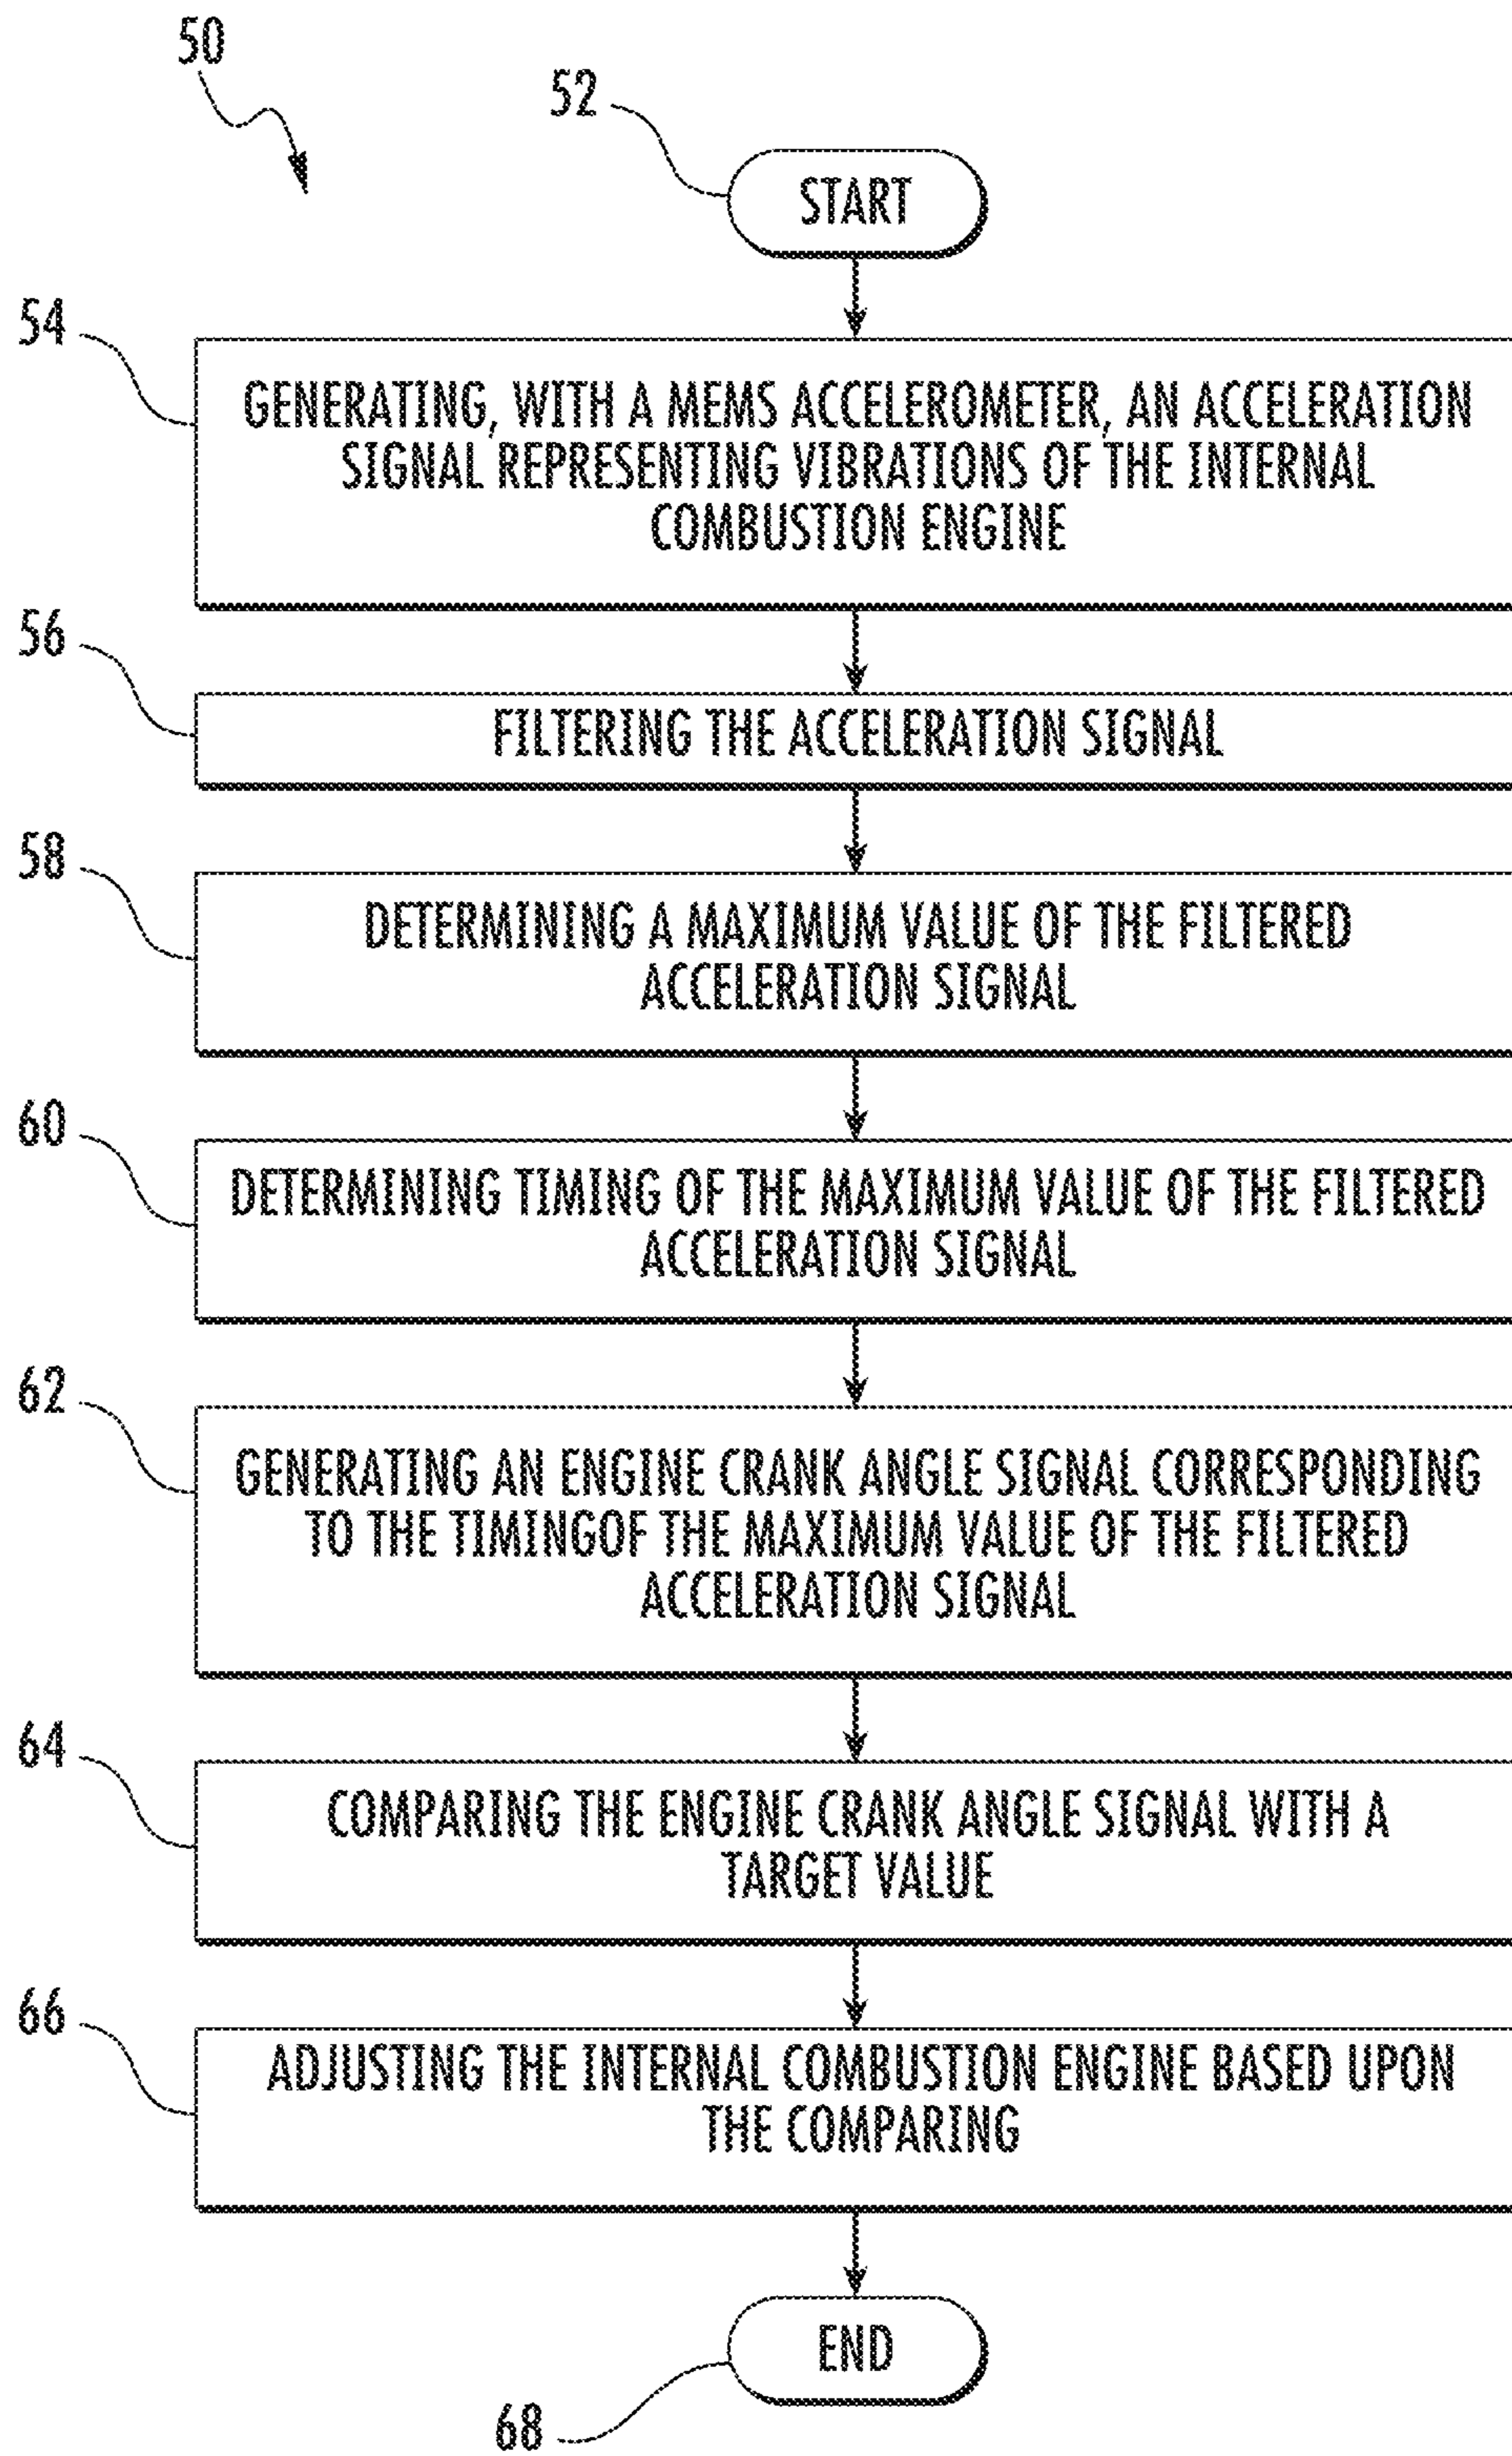 50
52
START
54
GENERATING, WITH A MEMS ACCELEROMETER, AN ACCELERATION
SIGNAL REPRESENTING VIBRATIONS OF THE INTERNAL
COMBUSTION ENGINE
56
FILTERING THE ACCELERATION SIGNAL
58
DETERMINING A MAXIMUM VALUE OF THE FILTERED
ACCELERATION SIGNAL
60
DETERMINING TIMING OF THE MAXIMUM VALUE OF THE FILTERED
ACCELERATION SIGNAL
62
GENERATING AN ENGINE CRANK ANGLE SIGNAL CORRESPONDING
TO THE TIMINGOF THE MAXIMUM VALUE OF THE FILTERED
ACCELERATION SIGNAL
64
COMPARING THE ENGINE CRANK ANGLE SIGNAL WITH A
TARGET VALUE
66
ADJUSTING THE INTERNAL COMBUSTION ENGINE BASED UPON
THE COMPARING
END
68